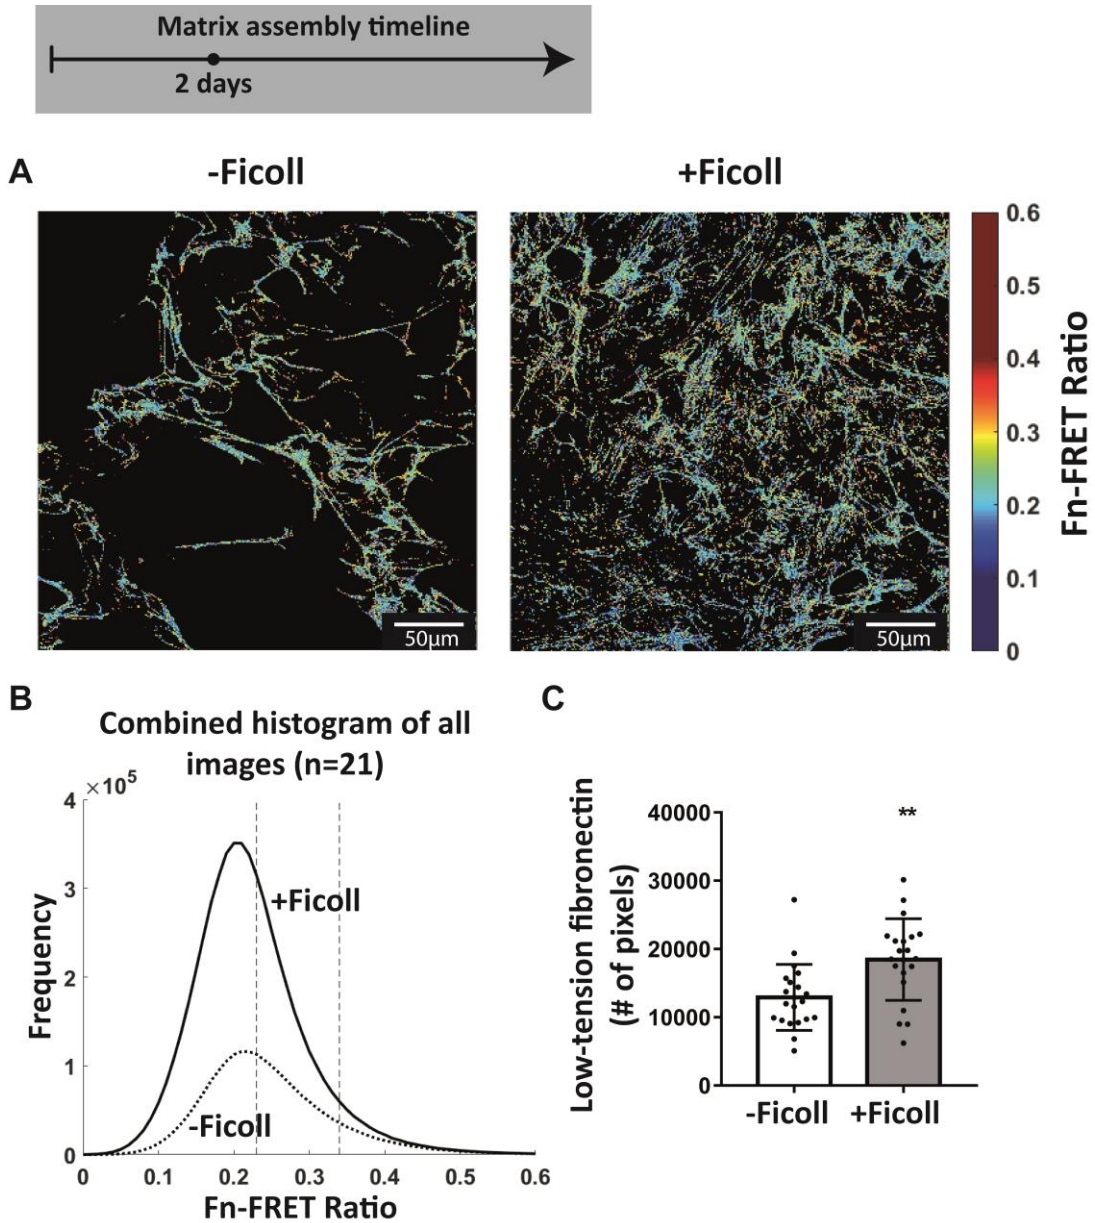 Matrix assembly timeline
2 days
A
-Ficoll
+Ficoll
50μm
50μm
0.6
0.5
0.4
0.3
0.2
0.1
0
Fn-FRET Ratio
B
Combined histogram of all
images (n=21)
×10⁵
4
3
2
1
0
Frequency
+Ficoll
-Ficoll
0 0.1 0.2 0.3 0.4 0.5 0.6
Fn-FRET Ratio
C
Low-tension fibronectin
(# of pixels)
40000
30000
20000
10000
0
**
-Ficoll +Ficoll